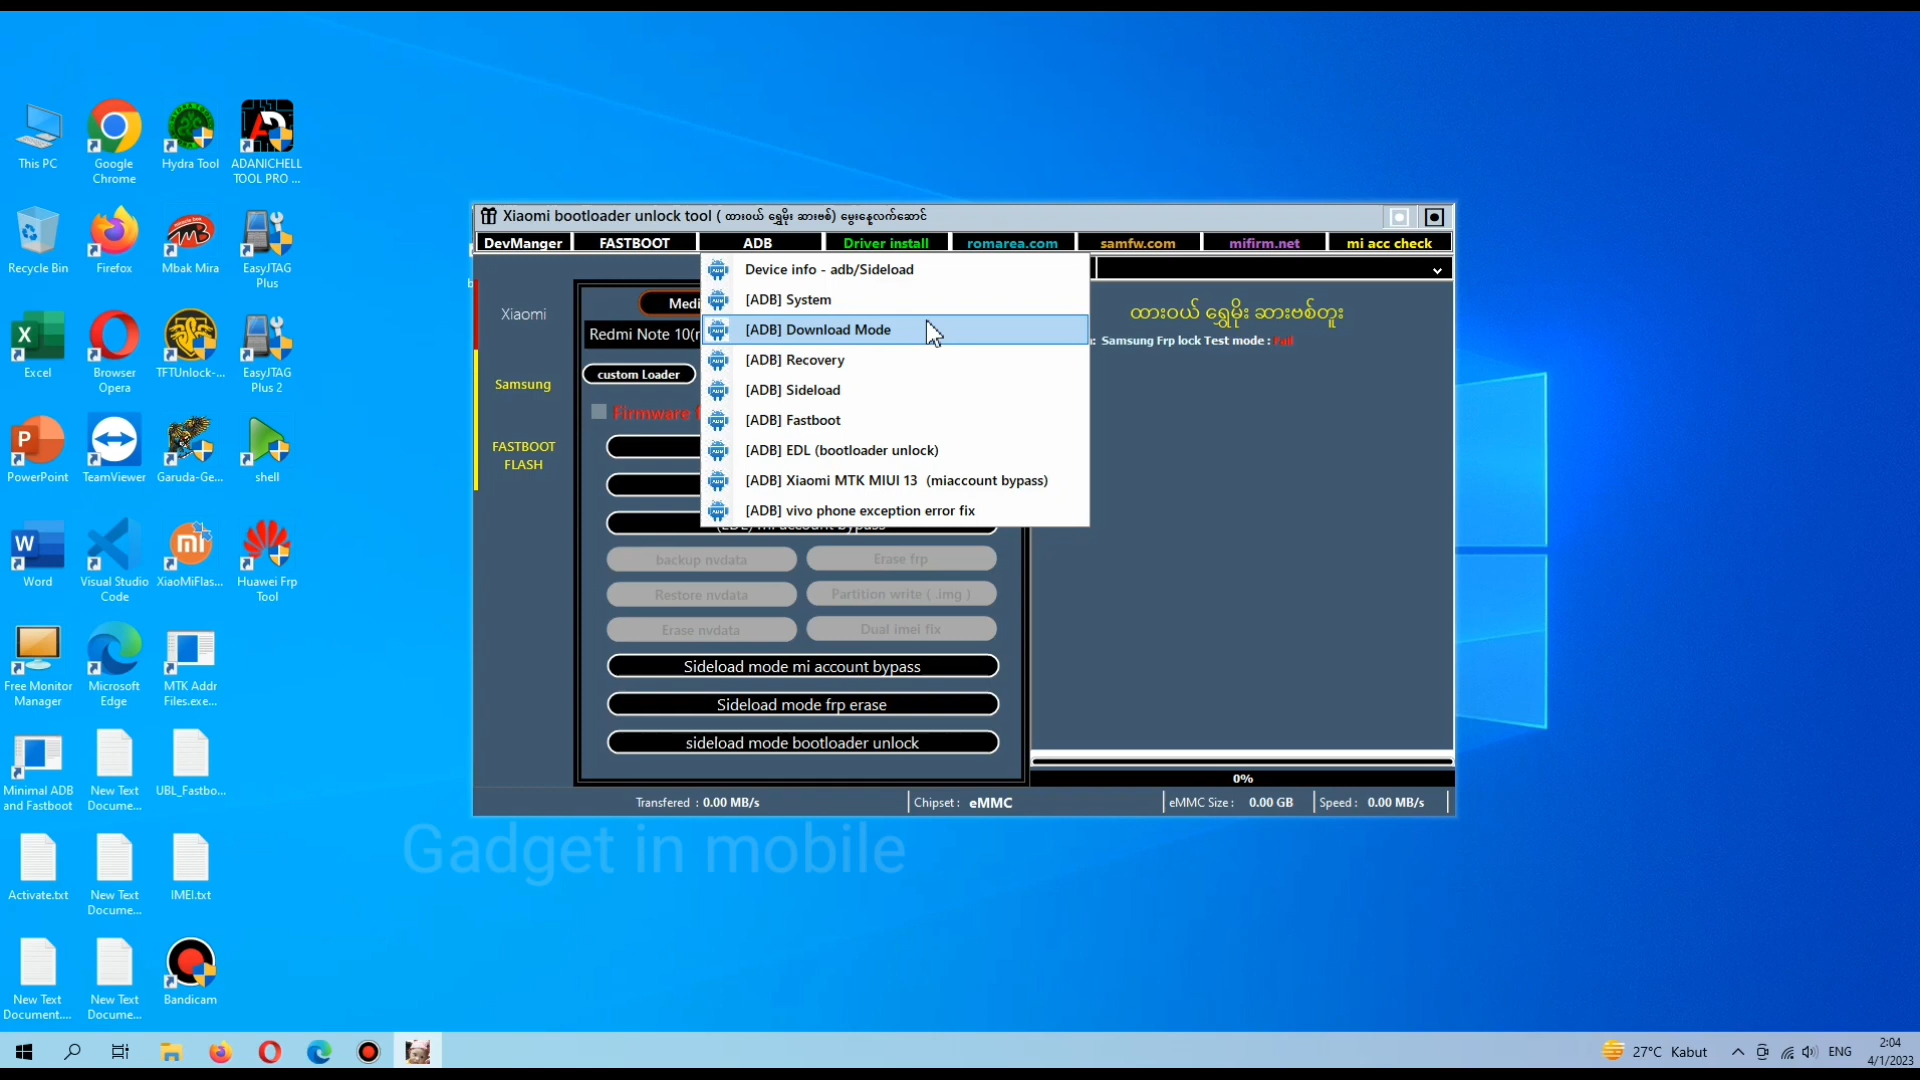 This PC
Google
Chrome
Hydra Tool
ADANICHELL
TOOL PRO ...
Recycle Bin
Firefox
Mbak Mira
EasyJTAG
Plus
Excel
Browser
Opera
TFTUnlock-...
EasyJTAG
Plus 2
PowerPoint
TeamViewer
Garuda-Ge...
shell
Word
Visual Studio
Code
XiaoMiFlas...
Huawei Frp
Tool
Free Monitor
Manager
Microsoft
Edge
MTK Addr
Files.exe...
Minimal ADB
and Fastboot
New Text
Docume...
UBL_Fastbo...
Activate.txt
New Text
Docume...
IMEI.txt
New Text
Document....
New Text
Docume...
Bandicam
Xiaomi bootloader unlock tool ( ထားဝယ် ရွှေမိုး ဆားဗစ်) မွေးနေ့လက်ဆောင်
DevManger
FASTBOOT
ADB
Driver install
romarea.com
samfw.com
mifirm.net
mi acc check
Device info - adb/Sideload
[ADB] System
[ADB] Download Mode
[ADB] Recovery
[ADB] Sideload
[ADB] Fastboot
[ADB] EDL (bootloader unlock)
[ADB] Xiaomi MTK MIUI 13 (miaccount bypass)
[ADB] vivo phone exception error fix
Xiaomi
Samsung
FASTBOOT
FLASH
Medi
Redmi Note 10(r
custom Loader
Firmware
backup nvdata
Erase frp
Restore nvdata
Partition write ( .img )
Erase nvdata
Dual imei fix
Sideload mode mi account bypass
Sideload mode frp erase
sideload mode bootloader unlock
ထားဝယ် ရွှေမိုး ဆားဗစ်တူး
: Samsung Frp lock Test mode : Fail
0%
Transfered : 0.00 MB/s
Chipset : eMMC
eMMC Size : 0.00 GB
Speed : 0.00 MB/s
Gadget in mobile
27°C Kabut
ENG
2:04
4/1/2023